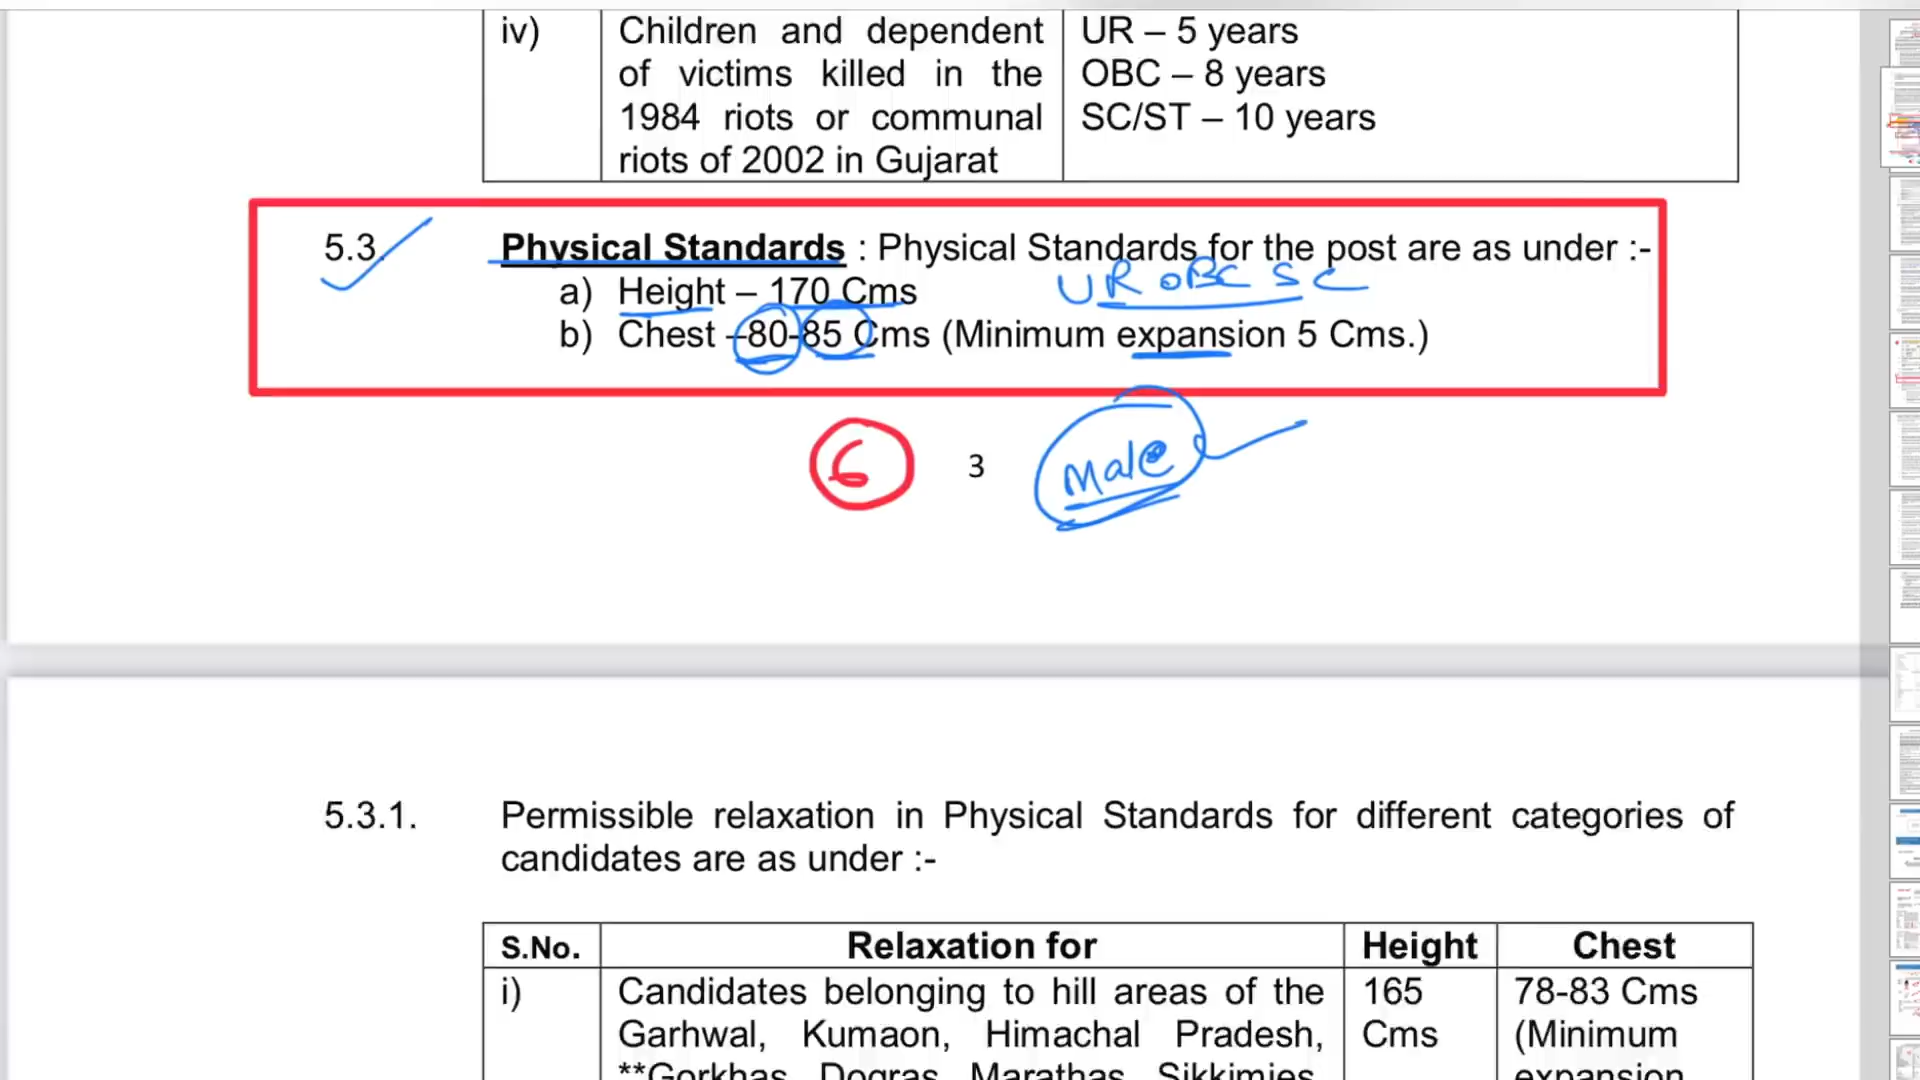 iv) Children and dependent UR – 5 years
of victims killed in the OBC – 8 years
1984 riots or communal SC/ST – 10 years
riots of 2002 in Gujarat
5.3. Physical Standards : Physical Standards for the post are as under :-
UR OBC SC
a) Height – 170 Cms
b) Chest –80-85 Cms (Minimum expansion 5 Cms.)
6 3 Male
5.3.1. Permissible relaxation in Physical Standards for different categories of
candidates are as under :-
S.No. Relaxation for Height Chest
i) Candidates belonging to hill areas of the 165 78-83 Cms
Garhwal, Kumaon, Himachal Pradesh, Cms (Minimum
**Gorkhas, Dogras, Marathas, Sikkimies, expansion